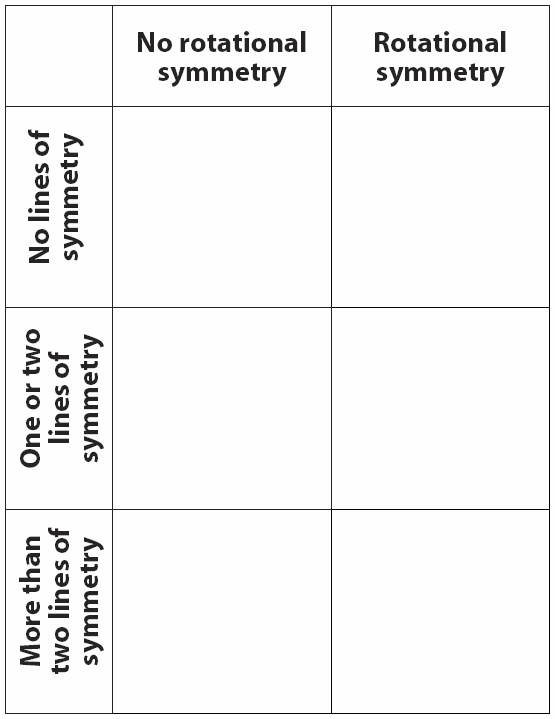 No rotational
symmetry
Rotational
symmetry
No lines of
symmetry
One or two
lines of
symmetry
More than
two lines of
symmetry